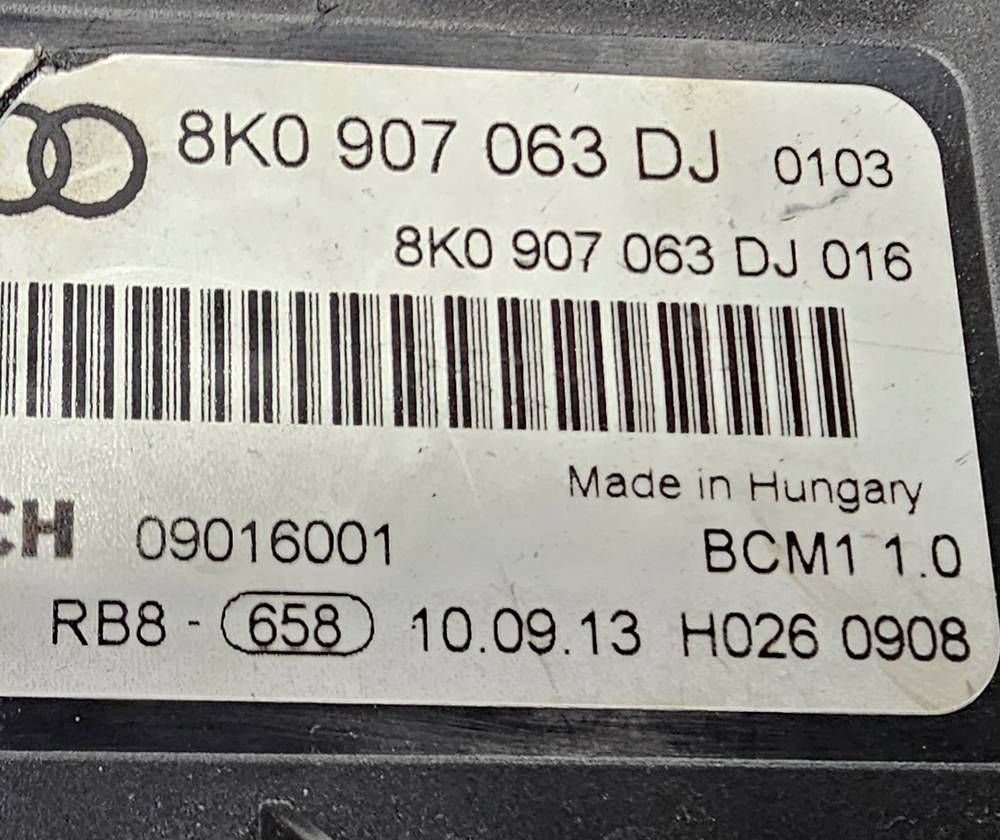 8K0 907 063 DJ 0103
8K0 907 063 DJ 016
Made in Hungary
CH 09016001 BCM1 1.0
RB8 - 658 10.09.13 H026 0908